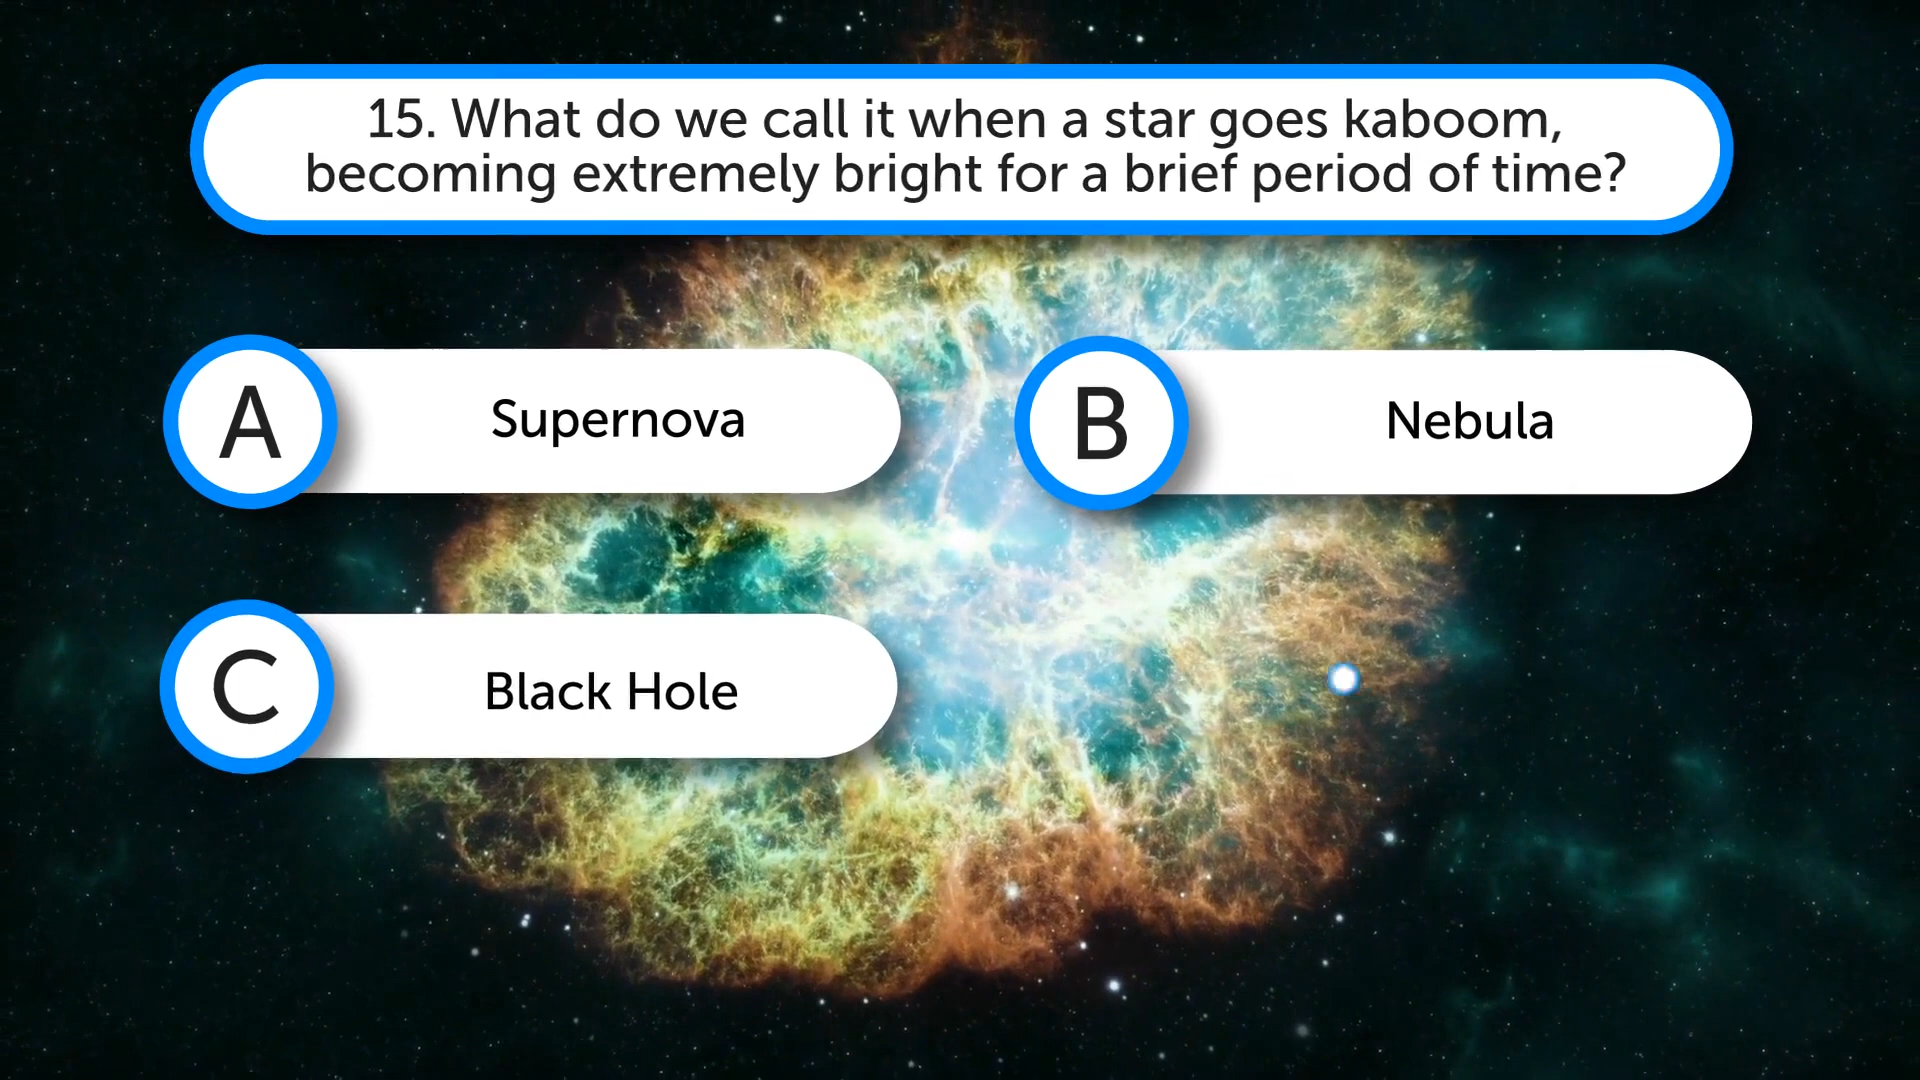 15. What do we call it when a star goes kaboom,
becoming extremely bright for a brief period of time?
A Supernova
B Nebula
C Black Hole